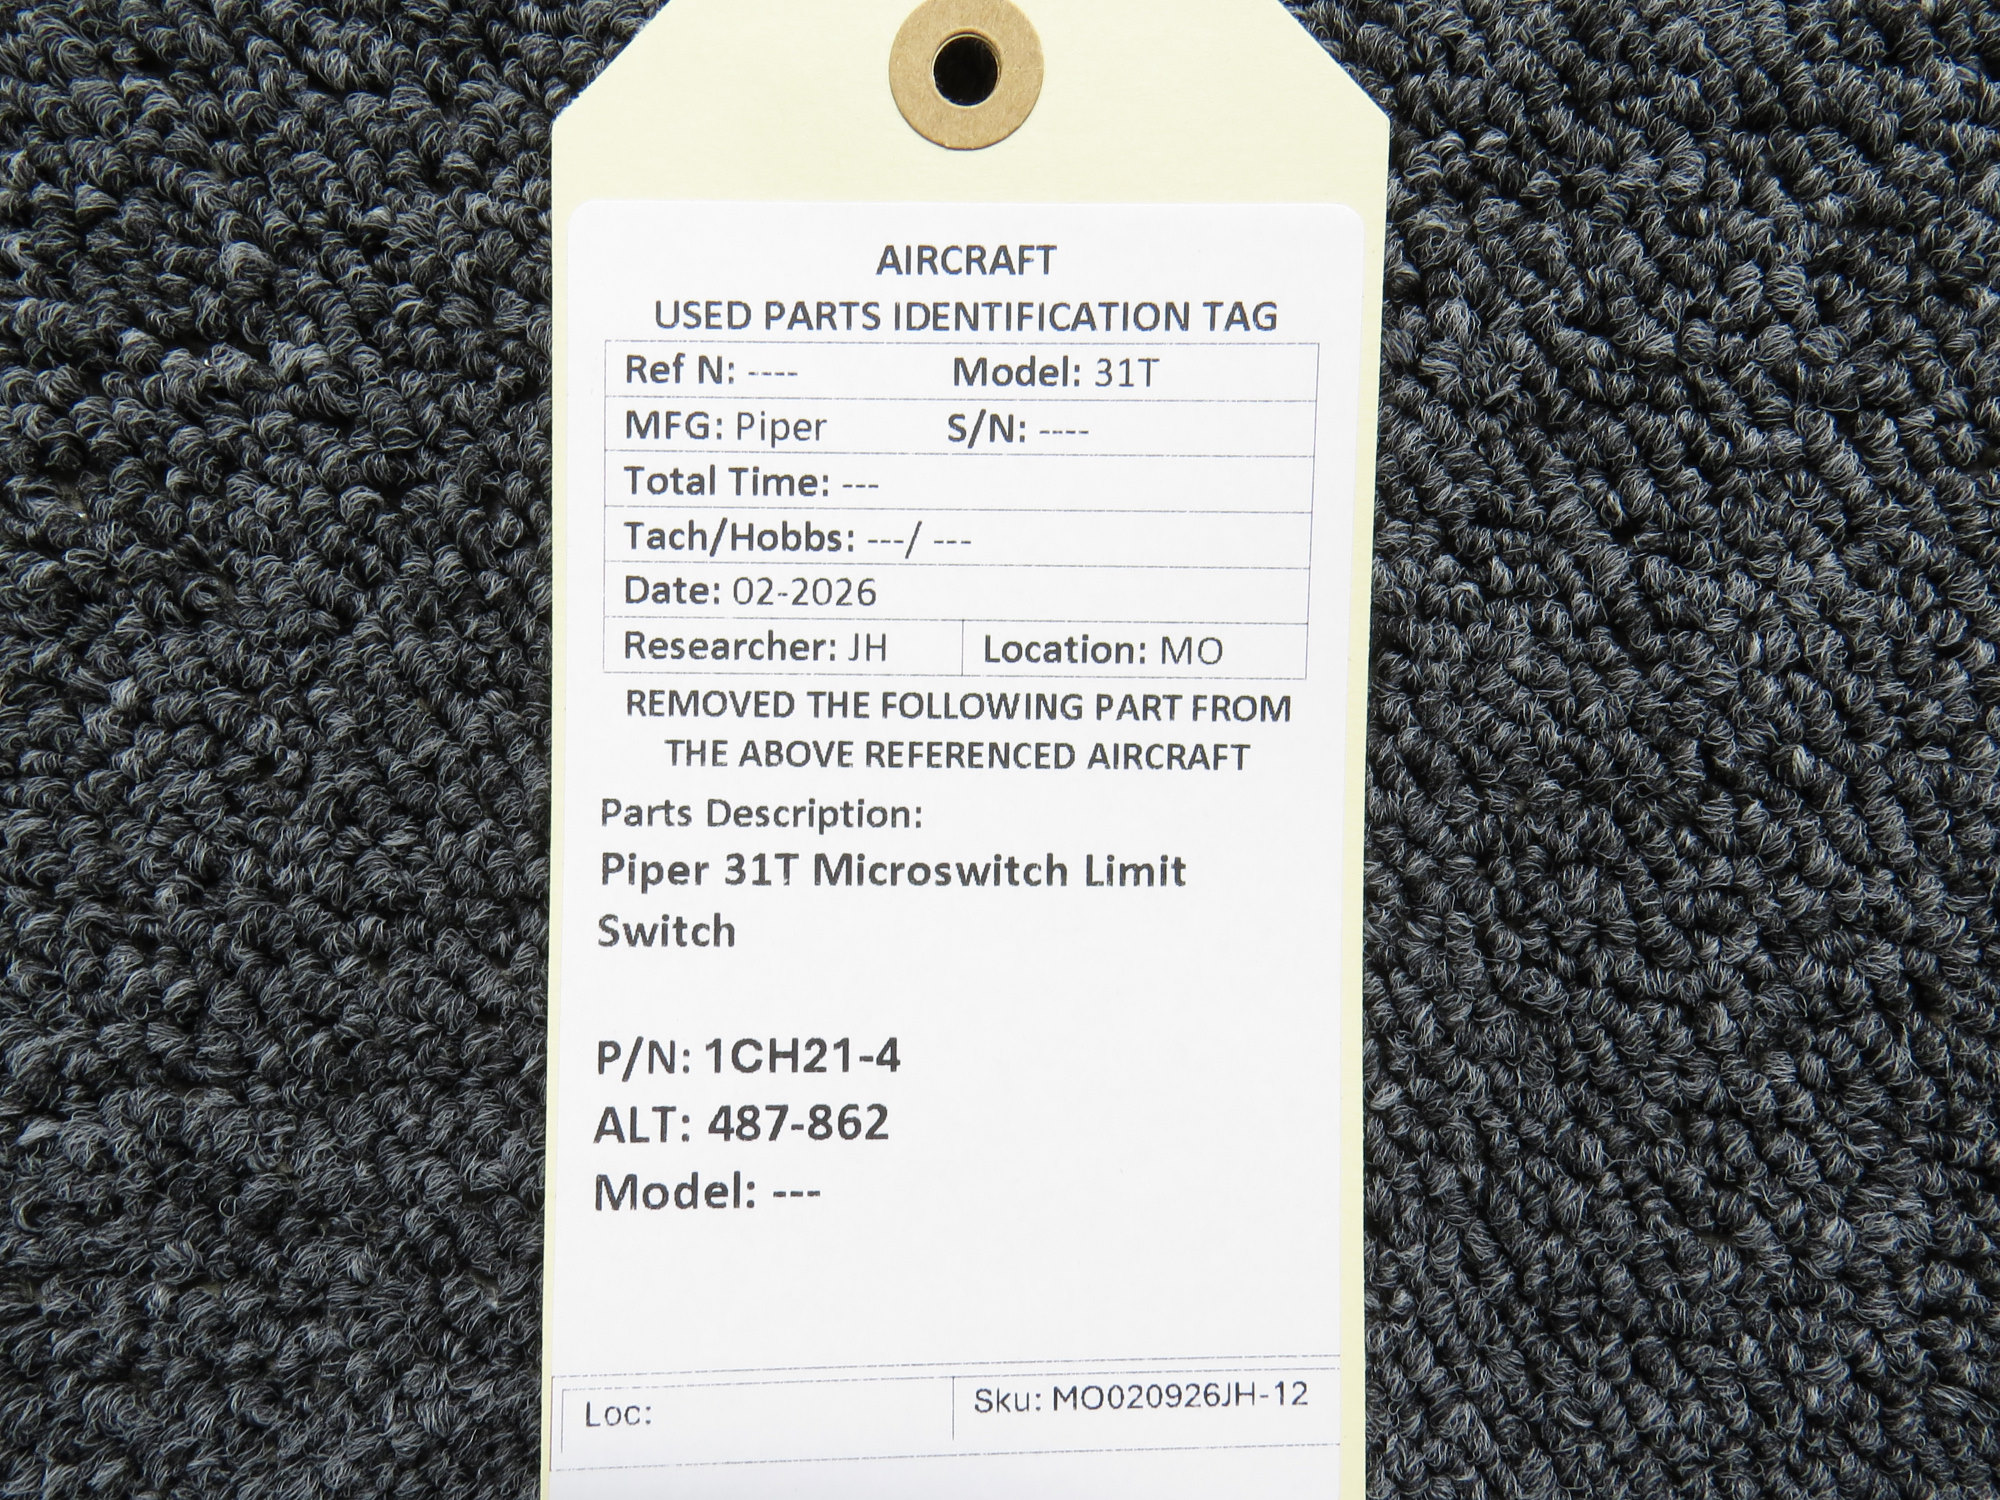 AIRCRAFT
USED PARTS IDENTIFICATION TAG
Ref N: ---- Model: 31T
MFG: Piper S/N: ----
Total Time: ---
Tach/Hobbs: ---/ ---
Date: 02-2026
Researcher: JH Location: MO
REMOVED THE FOLLOWING PART FROM
THE ABOVE REFERENCED AIRCRAFT
Parts Description:
Piper 31T Microswitch Limit
Switch
P/N: 1CH21-4
ALT: 487-862
Model: ---
Loc: Sku: MO020926JH-12